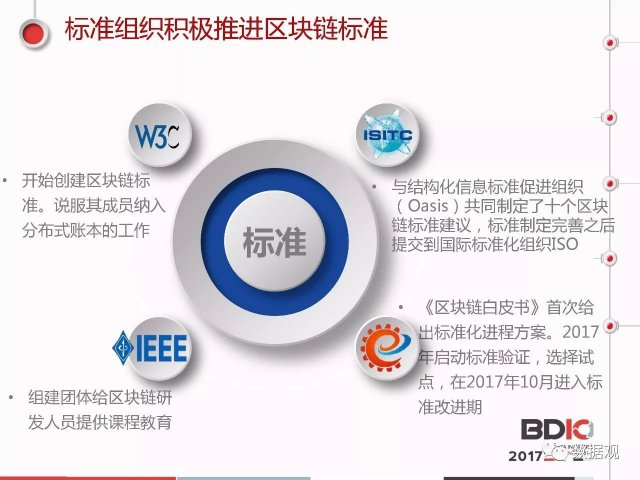 标准组织积极推进区块链标准
W3C
• 开始创建区块链标
准。说服其成员纳入
分布式账本的工作
ISITC
• 与结构化信息标准促进组织
（Oasis）共同制定了十个区块
链标准建议，标准制定完善之后
提交到国际标准化组织ISO
标准
IEEE
• 组建团体给区块链研
发人员提供课程教育
• 《区块链白皮书》首次给
出标准化进程方案。2017
年启动标准验证，选择试
点，在2017年10月进入标
准改进期
BDIC
2017
数据观